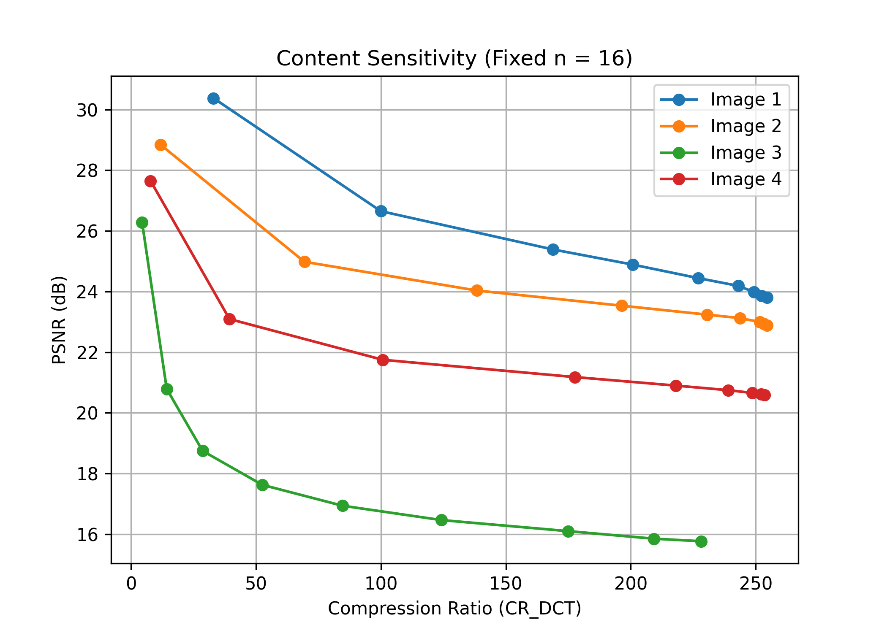 Content Sensitivity (Fixed n = 16)
Image 1
Image 2
Image 3
Image 4
PSNR (dB)
30
28
26
24
22
20
18
16
0 50 100 150 200 250
Compression Ratio (CR_DCT)